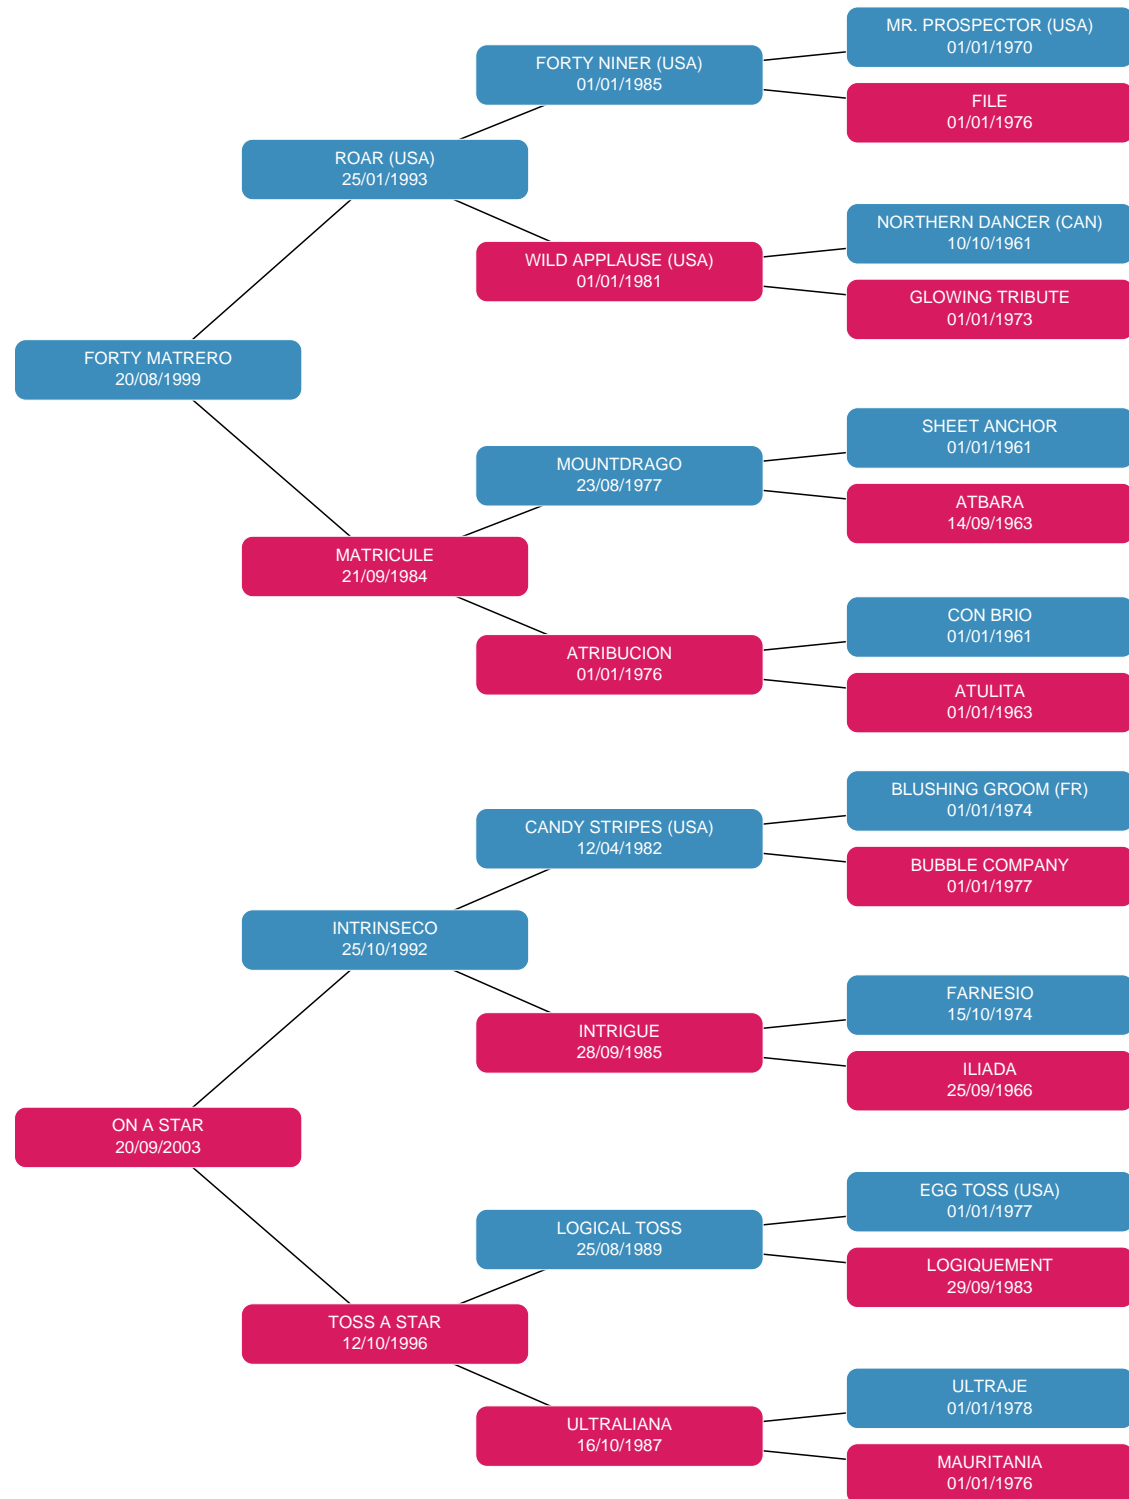 MR. PROSPECTOR (USA)
01/01/1970
FORTY NINER (USA)
01/01/1985
FILE
01/01/1976
ROAR (USA)
25/01/1993
NORTHERN DANCER (CAN)
10/10/1961
WILD APPLAUSE (USA)
01/01/1981
GLOWING TRIBUTE
01/01/1973
FORTY MATRERO
20/08/1999
SHEET ANCHOR
01/01/1961
MOUNTDRAGO
23/08/1977
ATBARA
14/09/1963
MATRICULE
21/09/1984
CON BRIO
01/01/1961
ATRIBUCION
01/01/1976
ATULITA
01/01/1963
BLUSHING GROOM (FR)
01/01/1974
CANDY STRIPES (USA)
12/04/1982
BUBBLE COMPANY
01/01/1977
INTRINSECO
25/10/1992
FARNESIO
15/10/1974
INTRIGUE
28/09/1985
ILIADA
25/09/1966
ON A STAR
20/09/2003
EGG TOSS (USA)
01/01/1977
LOGICAL TOSS
25/08/1989
LOGIQUEMENT
29/09/1983
TOSS A STAR
12/10/1996
ULTRAJE
01/01/1978
ULTRALIANA
16/10/1987
MAURITANIA
01/01/1976